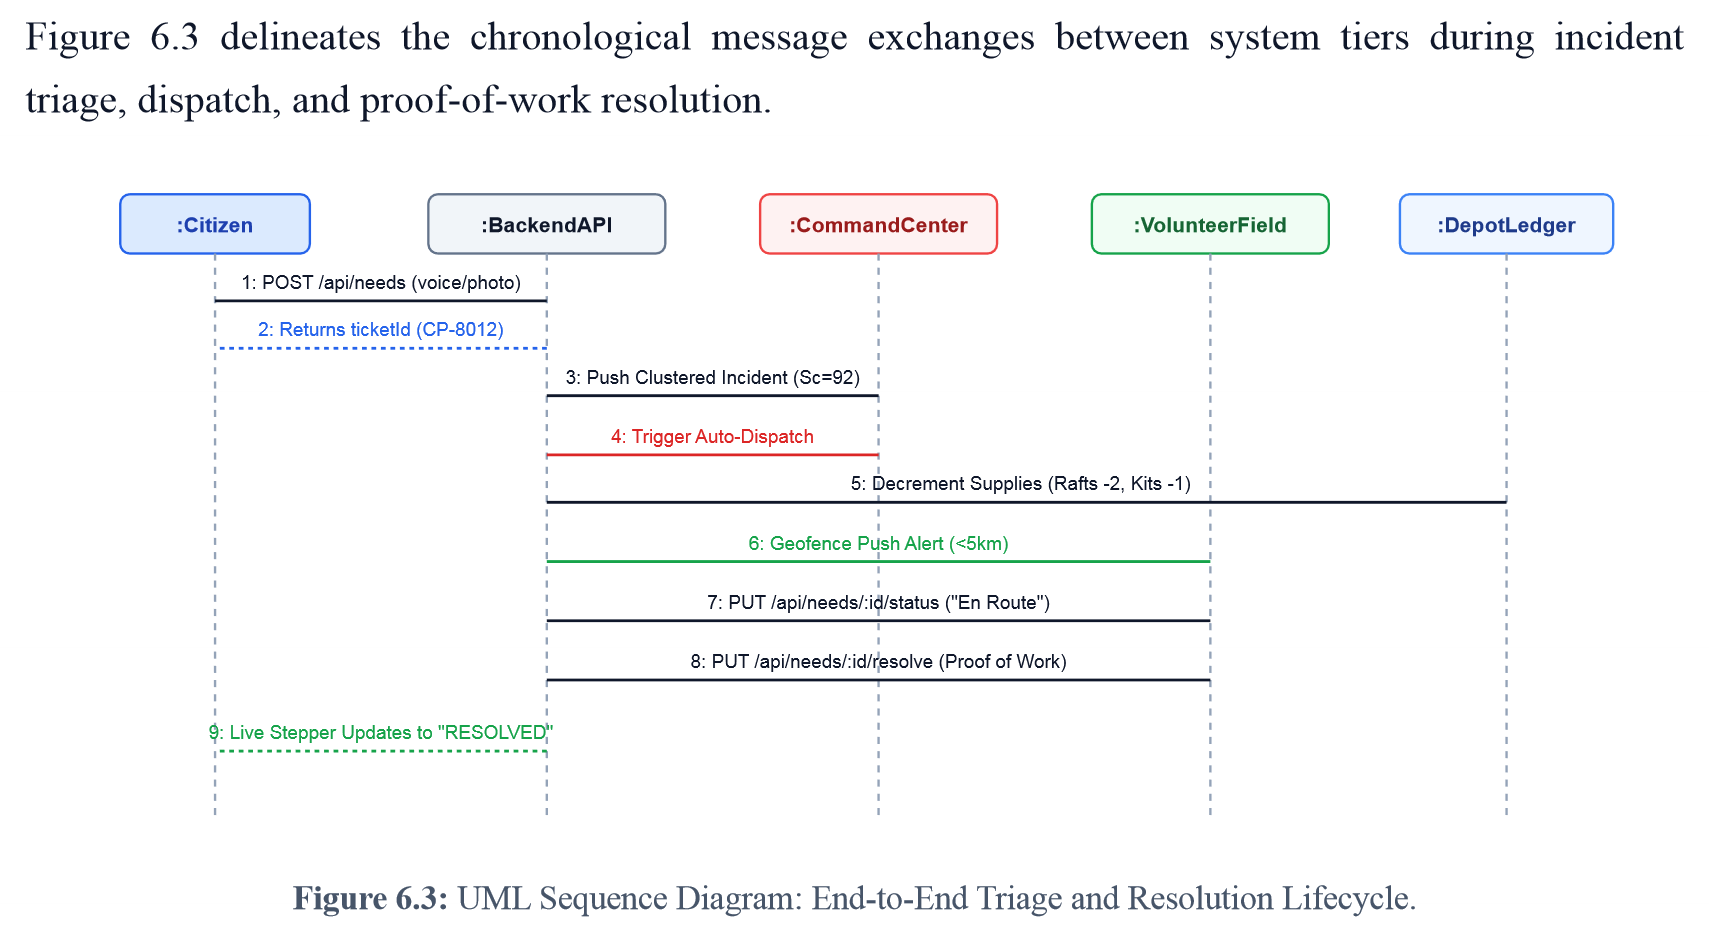 Figure 6.3 delineates the chronological message exchanges between system tiers during incident
triage, dispatch, and proof-of-work resolution.
:Citizen
:BackendAPI
:CommandCenter
:VolunteerField
:DepotLedger
1: POST /api/needs (voice/photo)
2: Returns ticketId (CP-8012)
3: Push Clustered Incident (Sc=92)
4: Trigger Auto-Dispatch
5: Decrement Supplies (Rafts -2, Kits -1)
6: Geofence Push Alert (<5km)
7: PUT /api/needs/:id/status ("En Route")
8: PUT /api/needs/:id/resolve (Proof of Work)
9: Live Stepper Updates to "RESOLVED"
Figure 6.3: UML Sequence Diagram: End-to-End Triage and Resolution Lifecycle.